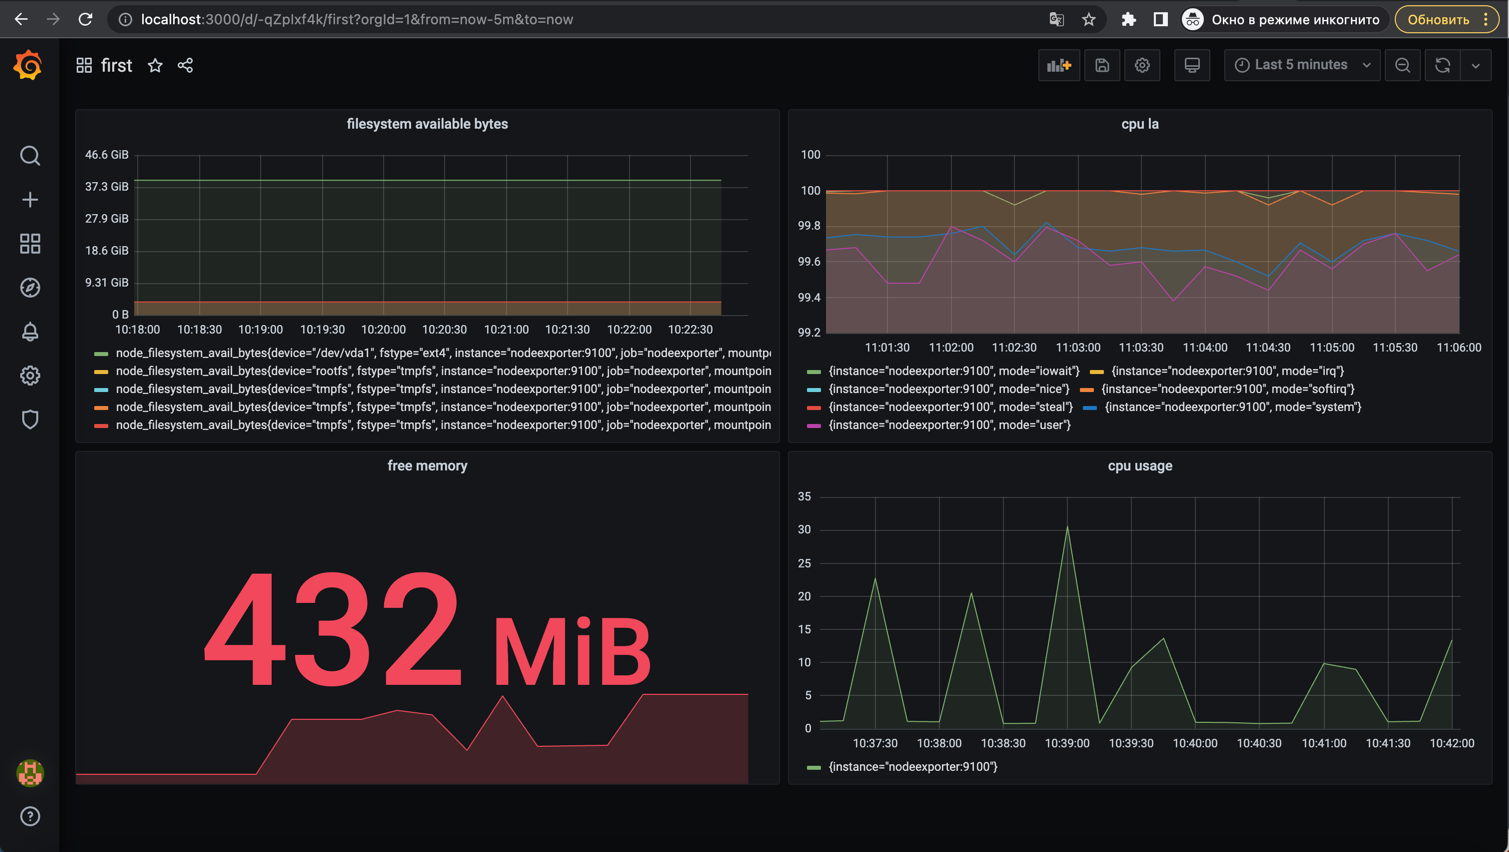 localhost:3000/d/-qZplxf4k/first?orgId=1&from=now-5m&to=now
Окно в режиме инкогнито
Обновить
first
Last 5 minutes
filesystem available bytes
46.6 GiB
37.3 GiB
27.9 GiB
18.6 GiB
9.31 GiB
0 B
10:18:00 10:18:30 10:19:00 10:19:30 10:20:00 10:20:30 10:21:00 10:21:30 10:22:00 10:22:30
node_filesystem_avail_bytes{device="/dev/vda1", fstype="ext4", instance="nodeexporter:9100", job="nodeexporter", mountp
node_filesystem_avail_bytes{device="rootfs", fstype="tmpfs", instance="nodeexporter:9100", job="nodeexporter", mountpoin
node_filesystem_avail_bytes{device="tmpfs", fstype="tmpfs", instance="nodeexporter:9100", job="nodeexporter", mountpoin
node_filesystem_avail_bytes{device="tmpfs", fstype="tmpfs", instance="nodeexporter:9100", job="nodeexporter", mountpoin
node_filesystem_avail_bytes{device="tmpfs", fstype="tmpfs", instance="nodeexporter:9100", job="nodeexporter", mountpoin
cpu la
100
100
99.8
99.6
99.4
99.2
11:01:30 11:02:00 11:02:30 11:03:00 11:03:30 11:04:00 11:04:30 11:05:00 11:05:30 11:06:00
{instance="nodeexporter:9100", mode="iowait"} {instance="nodeexporter:9100", mode="irq"}
{instance="nodeexporter:9100", mode="nice"} {instance="nodeexporter:9100", mode="softirq"}
{instance="nodeexporter:9100", mode="steal"} {instance="nodeexporter:9100", mode="system"}
{instance="nodeexporter:9100", mode="user"}
free memory
432 MiB
cpu usage
35
30
25
20
15
10
5
0
10:37:30 10:38:00 10:38:30 10:39:00 10:39:30 10:40:00 10:40:30 10:41:00 10:41:30 10:42:00
{instance="nodeexporter:9100"}